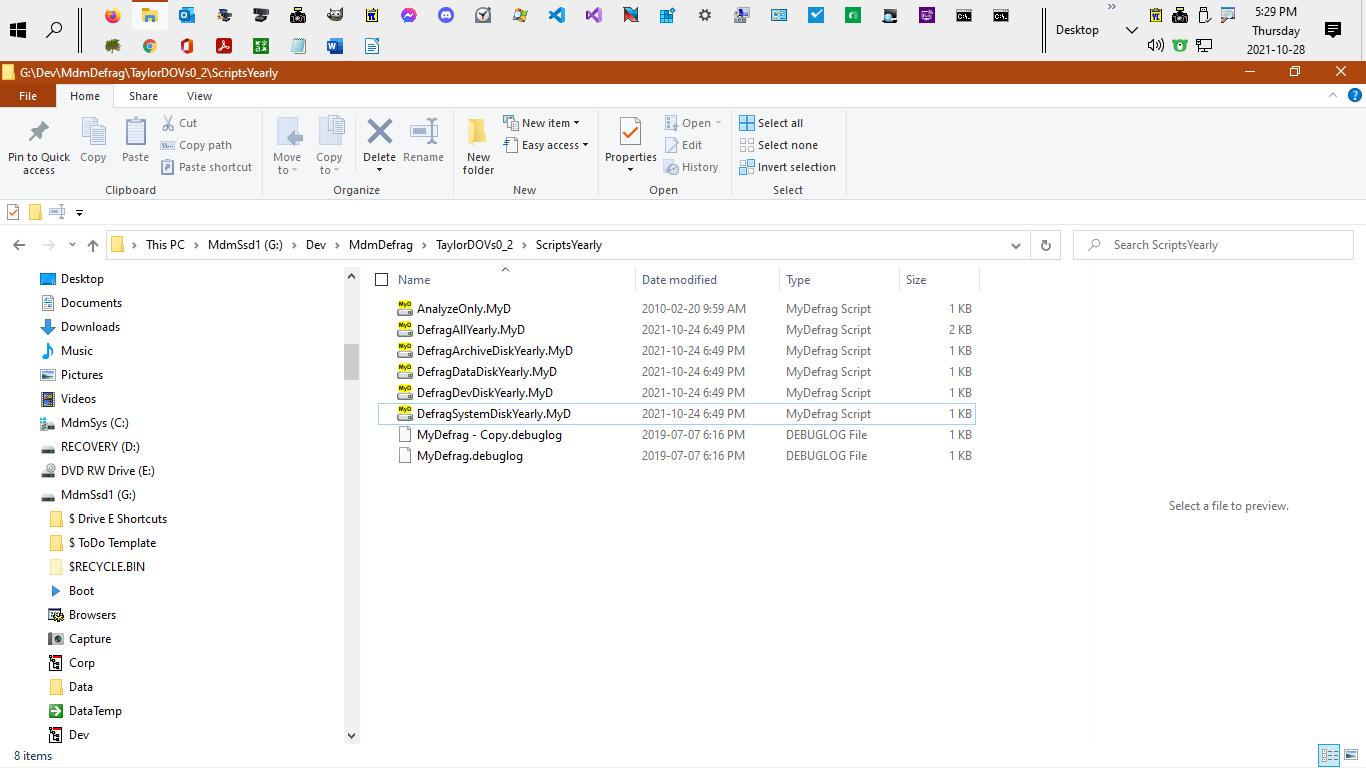 5:29 PM
Desktop
Thursday
2021-10-28
G:\Dev\MdmDefrag\TaylorDOVs0_2\ScriptsYearly
File Home Share View
Pin to Quick access
Copy
Paste
Cut
Copy path
Paste shortcut
Clipboard
Move to
Copy to
Delete
Rename
Organize
New folder
New item
Easy access
New
Properties
Open
Edit
History
Open
Select all
Select none
Invert selection
Select
This PC MdmSsd1 (G:) Dev MdmDefrag TaylorDOVs0_2 ScriptsYearly
Search ScriptsYearly
Desktop
Documents
Downloads
Music
Pictures
Videos
MdmSys (C:)
RECOVERY (D:)
DVD RW Drive (E:)
MdmSsd1 (G:)
$ Drive E Shortcuts
$ ToDo Template
$RECYCLE.BIN
Boot
Browsers
Capture
Corp
Data
DataTemp
Dev
Name Date modified Type Size
AnalyzeOnly.MyD 2010-02-20 9:59 AM MyDefrag Script 1 KB
DefragAllYearly.MyD 2021-10-24 6:49 PM MyDefrag Script 2 KB
DefragArchiveDiskYearly.MyD 2021-10-24 6:49 PM MyDefrag Script 1 KB
DefragDataDiskYearly.MyD 2021-10-24 6:49 PM MyDefrag Script 1 KB
DefragDevDiskYearly.MyD 2021-10-24 6:49 PM MyDefrag Script 1 KB
DefragSystemDiskYearly.MyD 2021-10-24 6:49 PM MyDefrag Script 1 KB
MyDefrag - Copy.debuglog 2019-07-07 6:16 PM DEBUGLOG File 1 KB
MyDefrag.debuglog 2019-07-07 6:16 PM DEBUGLOG File 1 KB
Select a file to preview.
8 items